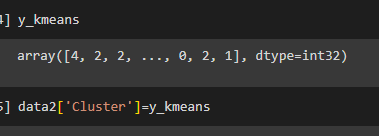 4] y_kmeans
array([4, 2, 2, ..., 0, 2, 1], dtype=int32)
5] data2['Cluster']=y_kmeans